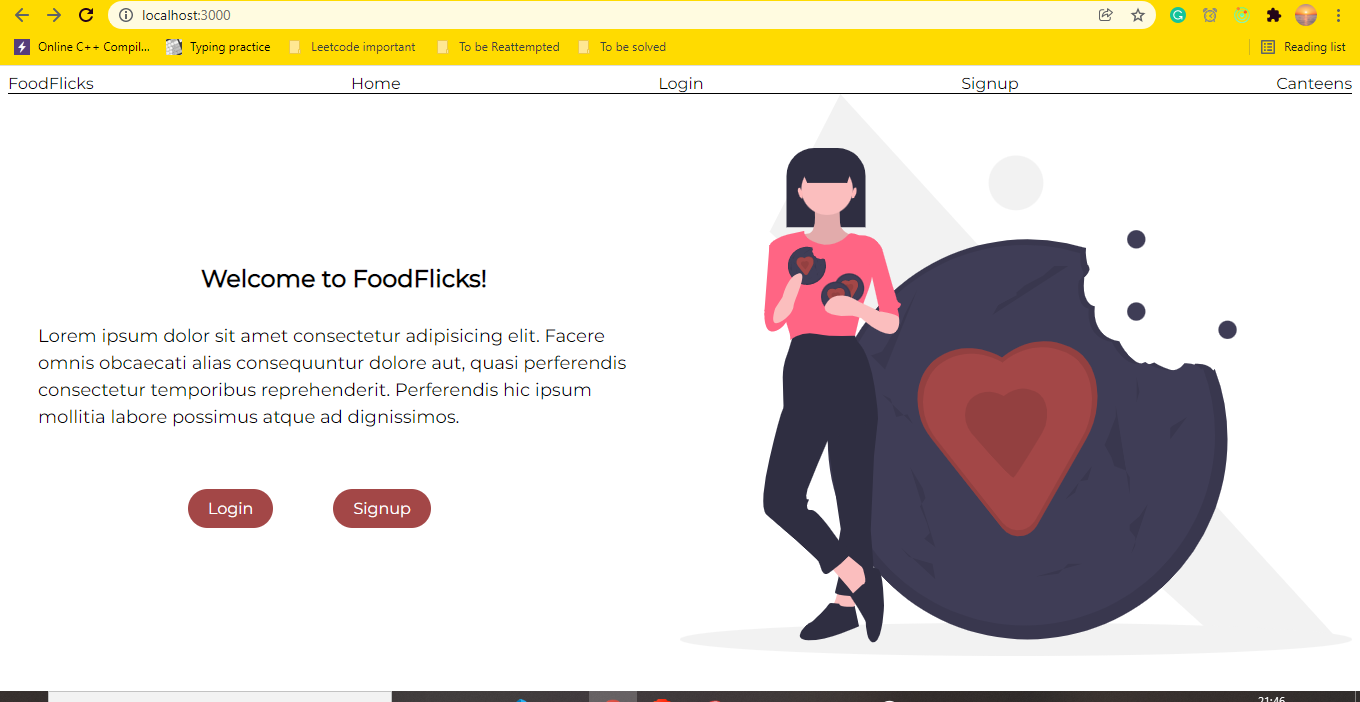 localhost:3000
Online C++ Compil... Typing practice Leetcode important To be Reattempted To be solved Reading list
FoodFlicks Home Login Signup Canteens
Welcome to FoodFlicks!
Lorem ipsum dolor sit amet consectetur adipisicing elit. Facere
omnis obcaecati alias consequuntur dolore aut, quasi perferendis
consectetur temporibus reprehenderit. Perferendis hic ipsum
mollitia labore possimus atque ad dignissimos.
Login Signup
21:46